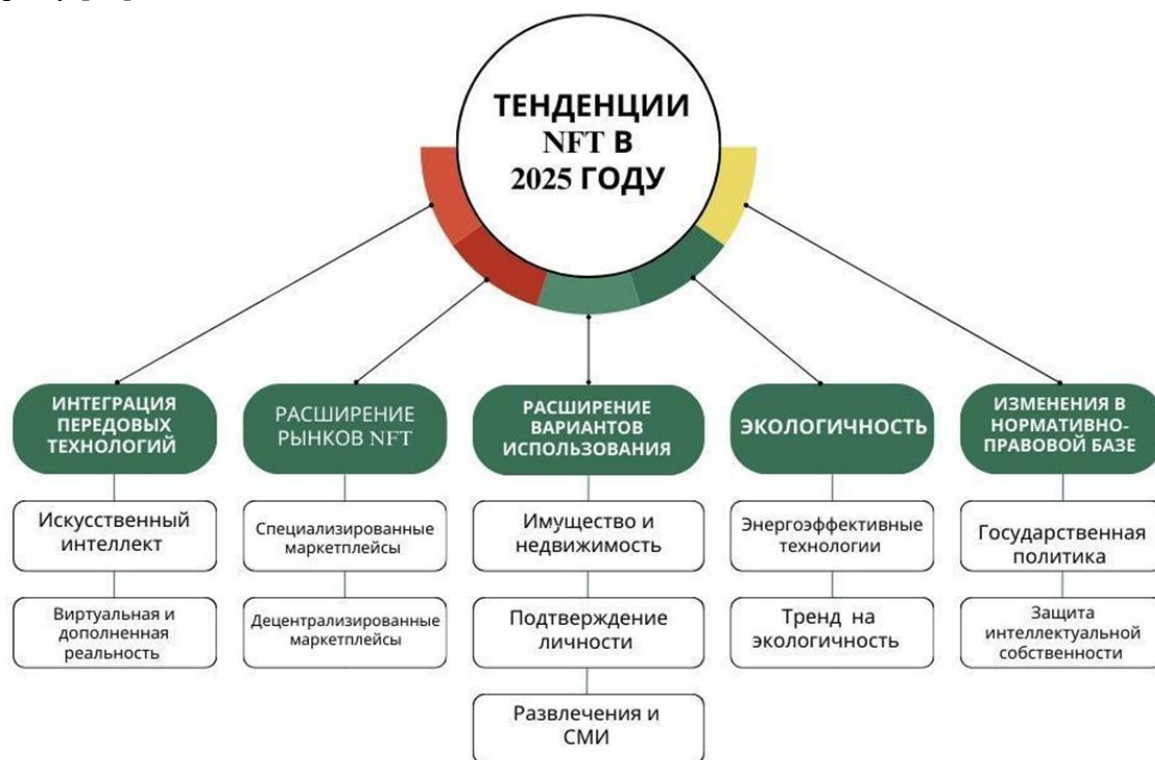 ТЕНДЕНЦИИ
NFT В
2025 ГОДУ
ИНТЕГРАЦИЯ
ПЕРЕДОВЫХ
ТЕХНОЛОГИЙ
Искусственный
интеллект
Виртуальная и
дополненная
реальность
РАСШИРЕНИЕ
РЫНКОВ NFT
Специализированные
маркетплейсы
Децентрализированные
маркетплейсы
РАСШИРЕНИЕ
ВАРИАНТОВ
ИСПОЛЬЗОВАНИЯ
Имущество и
недвижимость
Подтверждение
личности
Развлечения и
СМИ
ЭКОЛОГИЧНОСТЬ
Энергоэффективные
технологии
Тренд на
экологичность
ИЗМЕНЕНИЯ В
НОРМАТИВНО-
ПРАВОВОЙ БАЗЕ
Государственная
политика
Защита
интеллектуальной
собственности